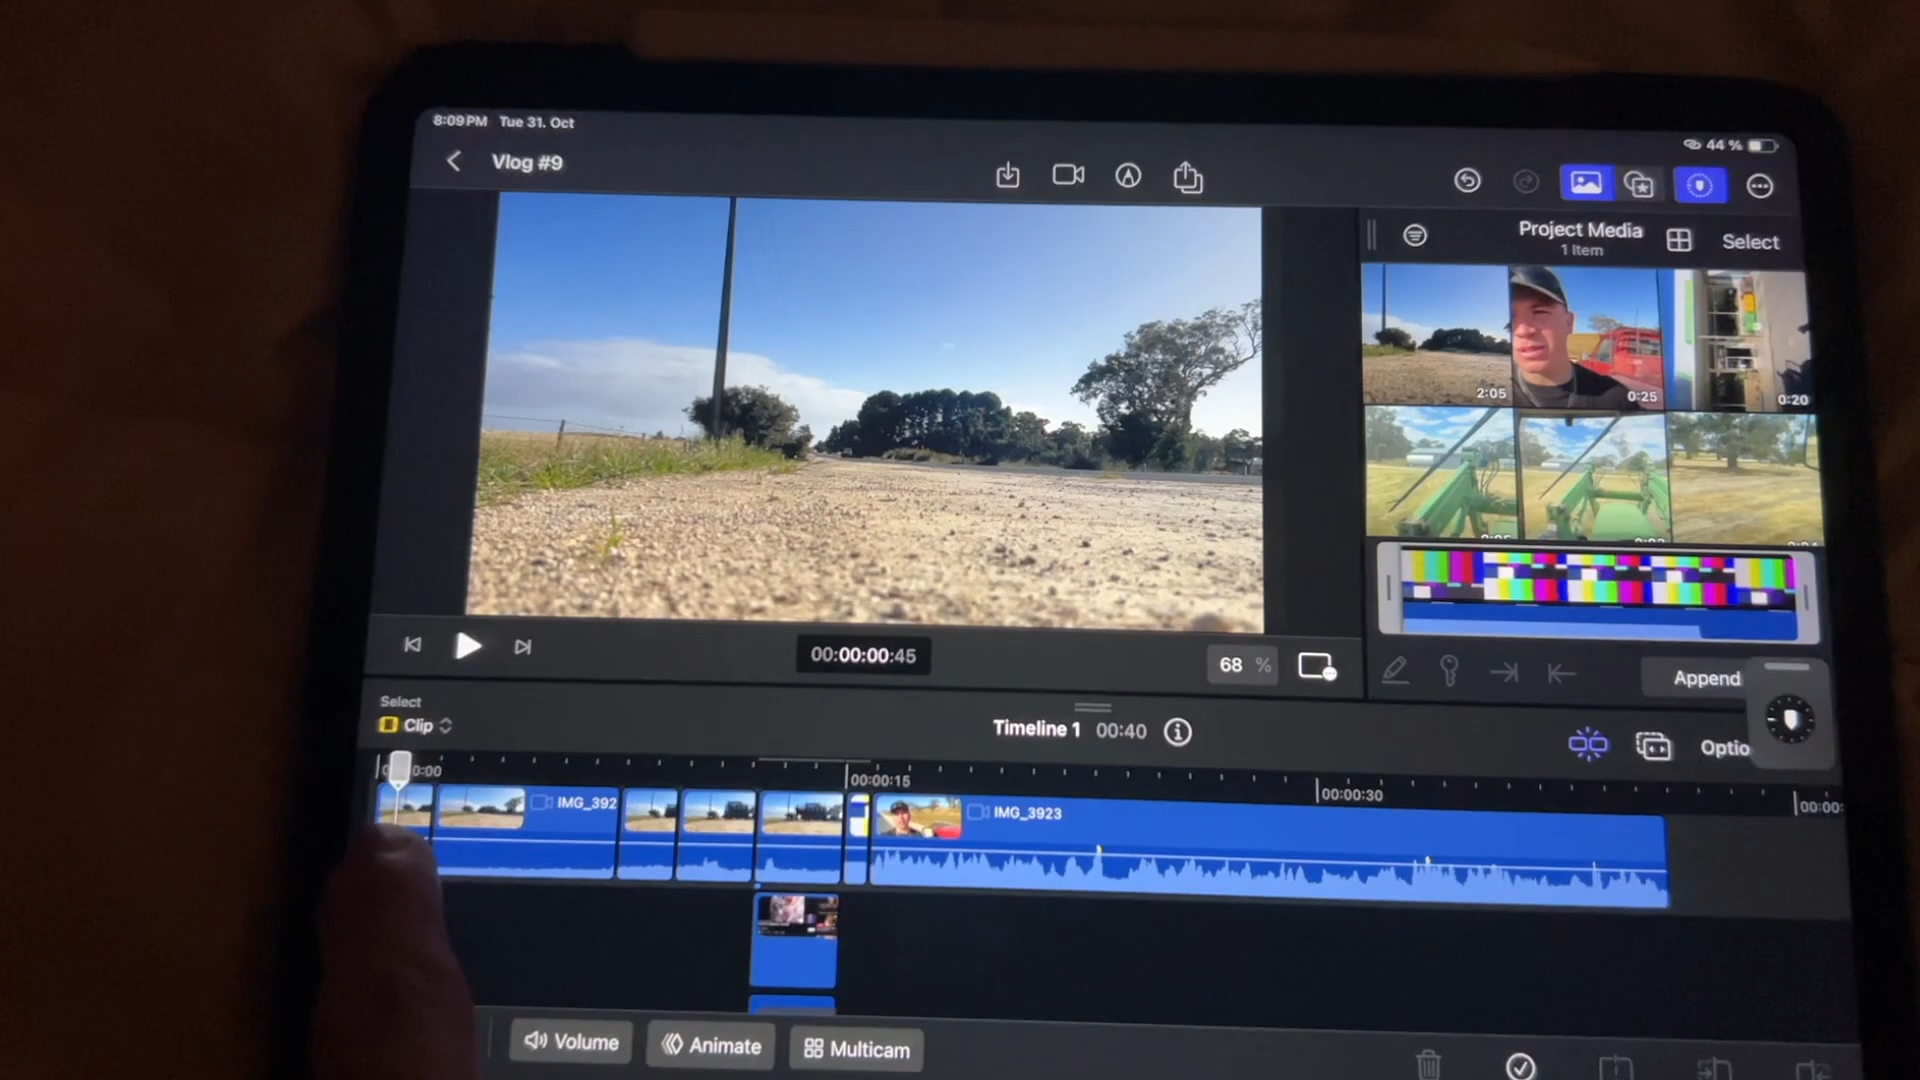 8:09 PM Tue 31. Oct
44 %
Vlog #9
Project Media
1 Item
Select
2:05
0:25
0:20
00:00:00:45
68 %
Append
Select
Clip
Timeline 1 00:40
Optio
00:00:15
00:00:30
00:00:
IMG_392
IMG_3923
Volume
Animate
Multicam